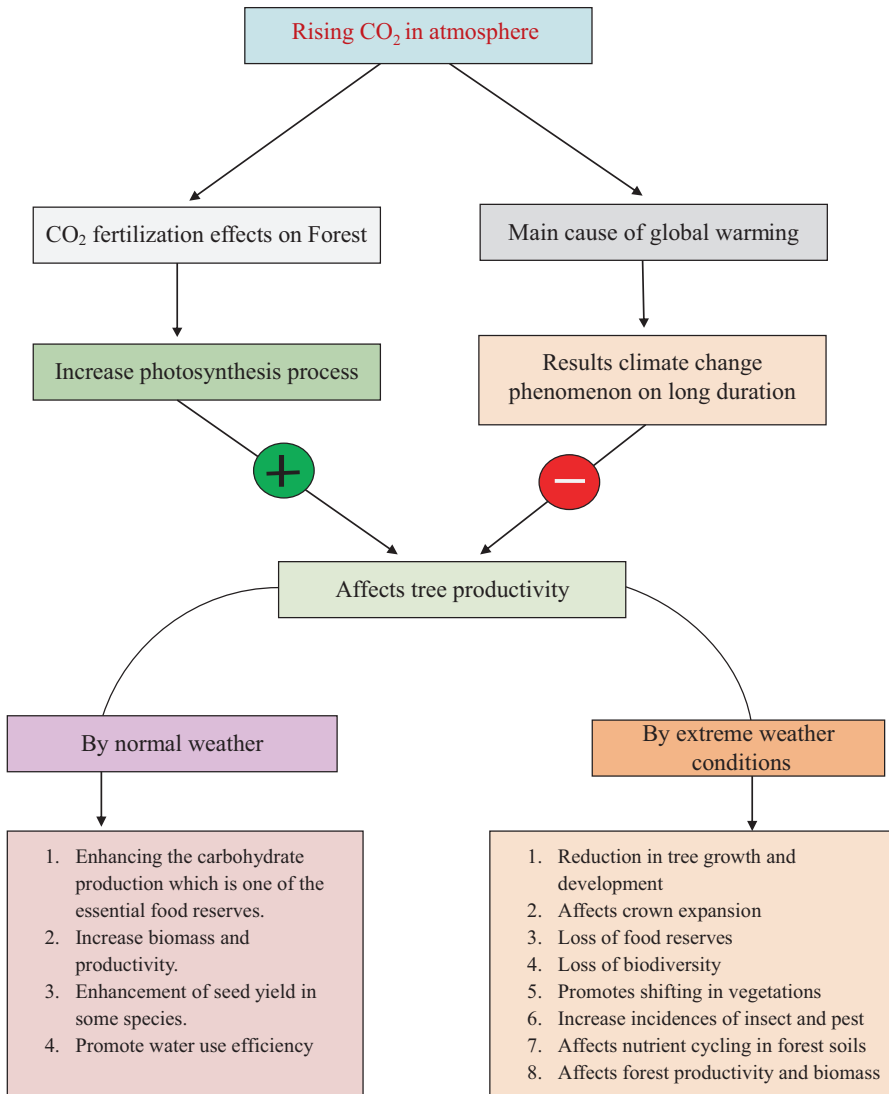 Rising CO₂ in atmosphere
CO₂ fertilization effects on Forest
Main cause of global warming
Increase photosynthesis process
Results climate change
phenomenon on long duration
+
−
Affects tree productivity
By normal weather
By extreme weather
conditions
1. Enhancing the carbohydrate
production which is one of the
essential food reserves.
2. Increase biomass and
productivity.
3. Enhancement of seed yield in
some species.
4. Promote water use efficiency
1. Reduction in tree growth and
development
2. Affects crown expansion
3. Loss of food reserves
4. Loss of biodiversity
5. Promotes shifting in vegetations
6. Increase incidences of insect and pest
7. Affects nutrient cycling in forest soils
8. Affects forest productivity and biomass